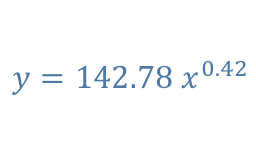 y = 142.78 x^0.42